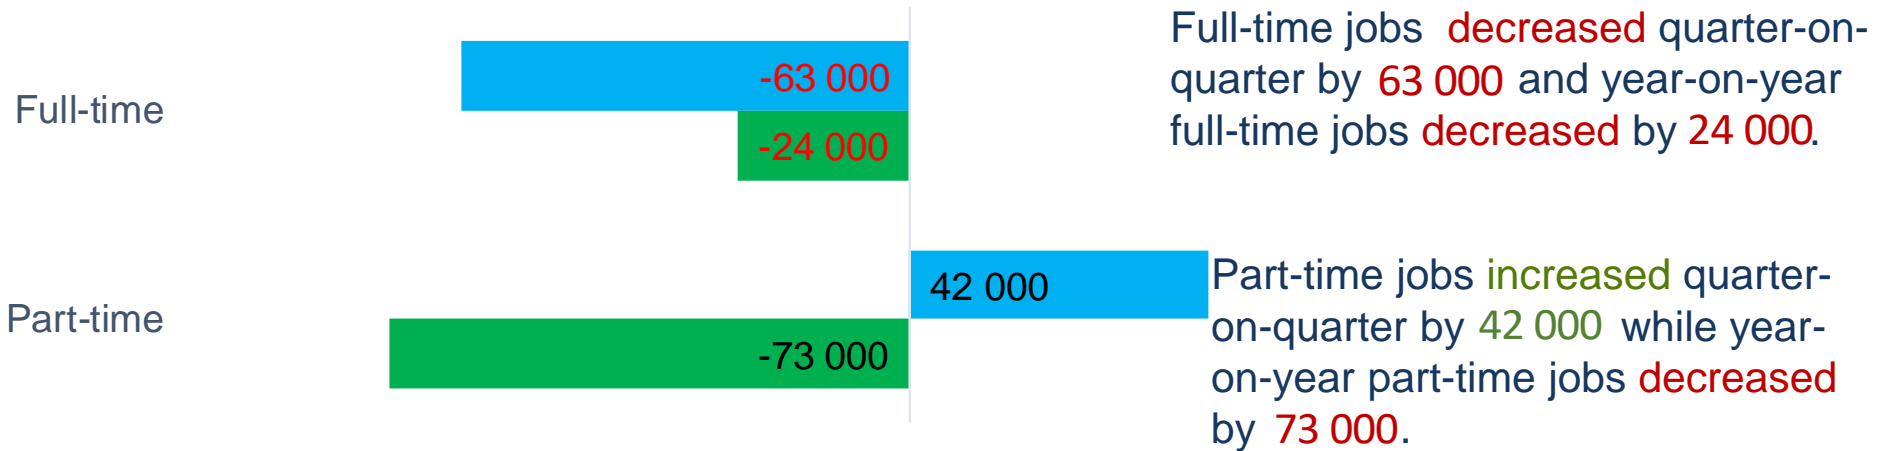 Full-time
-63 000
-24 000
Full-time jobs decreased quarter-on-
quarter by 63 000 and year-on-year
full-time jobs decreased by 24 000.
Part-time
42 000
-73 000
Part-time jobs increased quarter-
on-quarter by 42 000 while year-
on-year part-time jobs decreased
by 73 000.